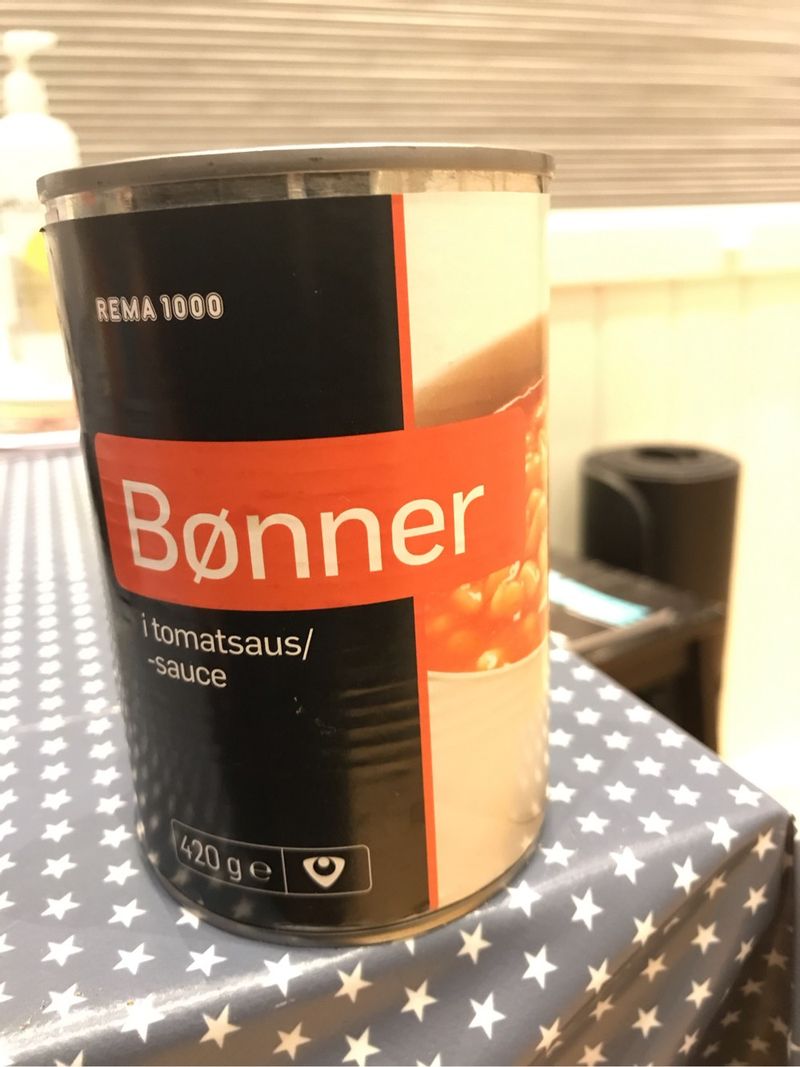 REMA 1000
Bønner
i tomatsaus/
-sauce
420 g ℮